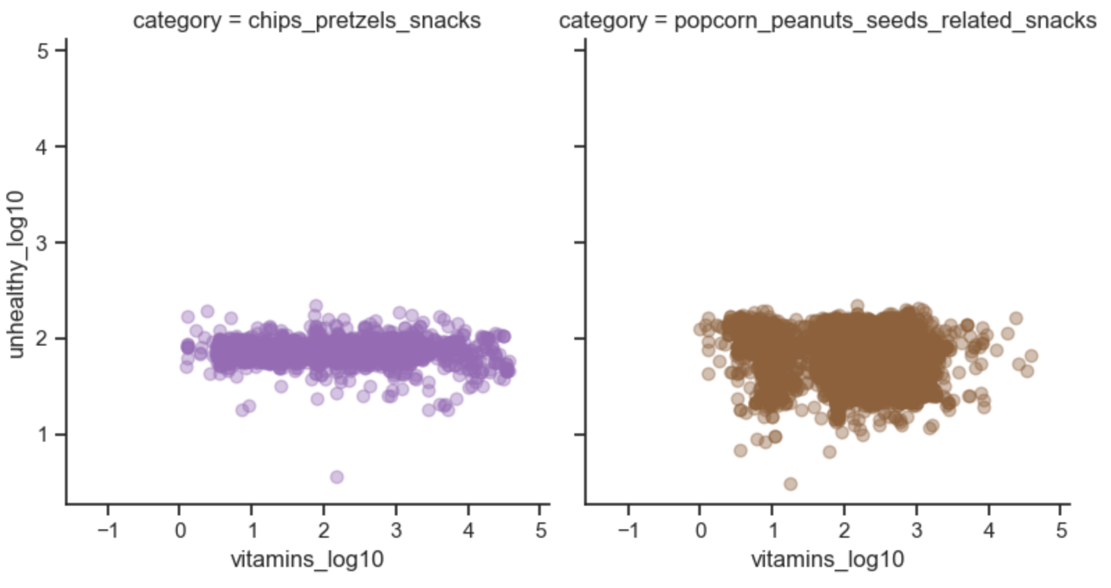 category = chips_pretzels_snacks
category = popcorn_peanuts_seeds_related_snacks
5
4
3
2
1
unhealthy_log10
−1 0 1 2 3 4 5
−1 0 1 2 3 4 5
vitamins_log10
vitamins_log10